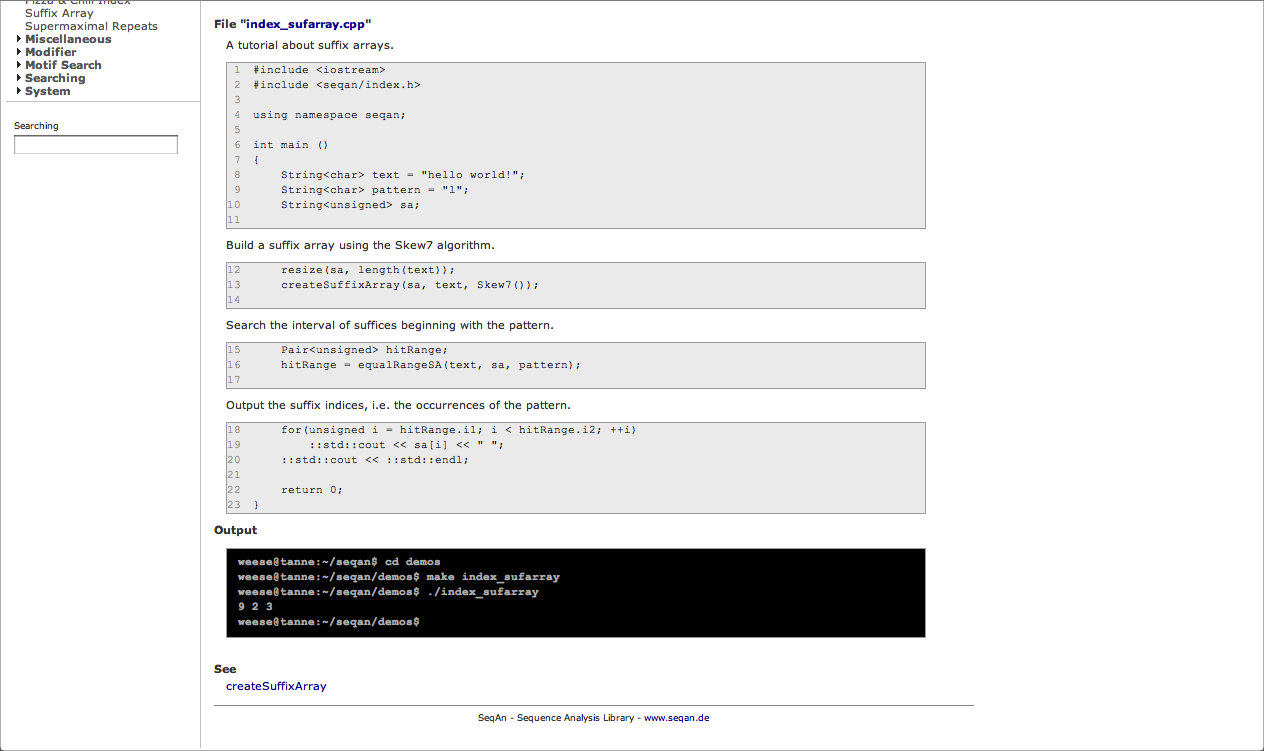 Pizza & Chili Index
Suffix Array
Supermaximal Repeats
Miscellaneous
Modifier
Motif Search
Searching
System
Searching
File "index_sufarray.cpp"
A tutorial about suffix arrays.
1 #include <iostream>
2 #include <seqan/index.h>
3
4 using namespace seqan;
5
6 int main ()
7 {
8     String<char> text = "hello world!";
9     String<char> pattern = "l";
10     String<unsigned> sa;
11
Build a suffix array using the Skew7 algorithm.
12     resize(sa, length(text));
13     createSuffixArray(sa, text, Skew7());
14
Search the interval of suffices beginning with the pattern.
15     Pair<unsigned> hitRange;
16     hitRange = equalRangeSA(text, sa, pattern);
17
Output the suffix indices, i.e. the occurrences of the pattern.
18     for(unsigned i = hitRange.i1; i < hitRange.i2; ++i)
19         ::std::cout << sa[i] << " ";
20     ::std::cout << ::std::endl;
21
22     return 0;
23 }
Output
weese@tanne:~/seqan$ cd demos
weese@tanne:~/seqan/demos$ make index_sufarray
weese@tanne:~/seqan/demos$ ./index_sufarray
9 2 3
weese@tanne:~/seqan/demos$
See
createSuffixArray
SeqAn - Sequence Analysis Library - www.seqan.de